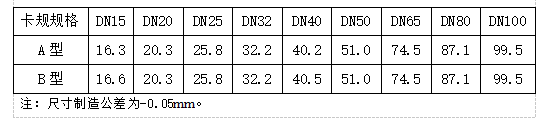 卡规规格 DN15 DN20 DN25 DN32 DN40 DN50 DN65 DN80 DN100
A 型 16.3 20.3 25.8 32.2 40.2 51.0 74.5 87.1 99.5
B 型 16.6 20.3 25.8 32.2 40.5 51.0 74.5 87.1 99.5
注：尺寸制造公差为-0.05mm。